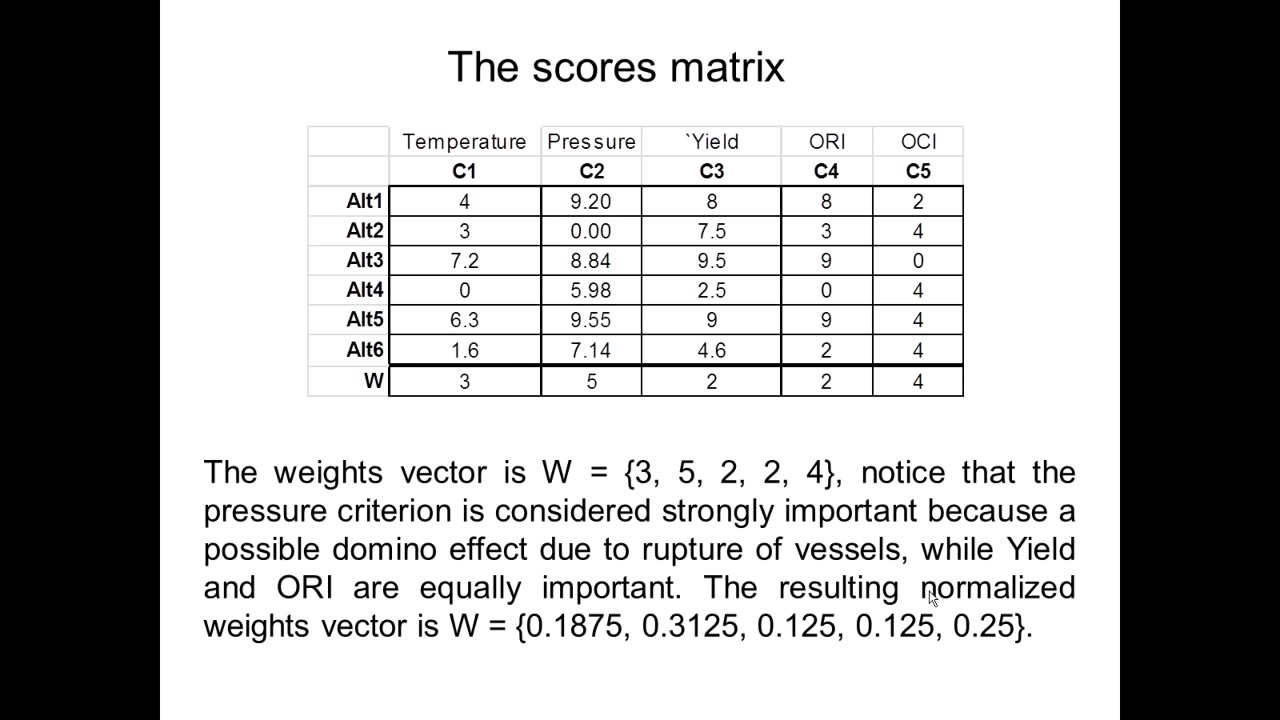 The scores matrix
Temperature Pressure `Yield ORI OCI
C1 C2 C3 C4 C5
Alt1 4 9.20 8 8 2
Alt2 3 0.00 7.5 3 4
Alt3 7.2 8.84 9.5 9 0
Alt4 0 5.98 2.5 0 4
Alt5 6.3 9.55 9 9 4
Alt6 1.6 7.14 4.6 2 4
W 3 5 2 2 4
The weights vector is W = {3, 5, 2, 2, 4}, notice that the
pressure criterion is considered strongly important because a
possible domino effect due to rupture of vessels, while Yield
and ORI are equally important. The resulting normalized
weights vector is W = {0.1875, 0.3125, 0.125, 0.125, 0.25}.